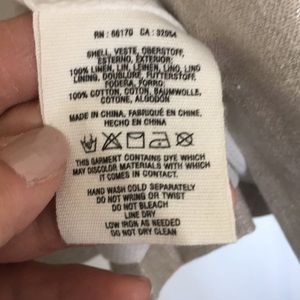 RN : 66170 CA : 32054
SHELL, VESTE, OBERSTOFF,
ESTERNO, EXTERIOR:
100% LINEN, LIN, LEINEN, LINO, LINO
LINING, DOUBLURE, FUTTERSTOFF,
FODERA, FORRO:
100% COTTON, COTON, BAUMWOLLE,
COTONE, ALGODON
MADE IN CHINA, FABRIQUÉ EN CHINE,
HECHO EN CHINA
THIS GARMENT CONTAINS DYE WHICH
MAY DISCOLOR MATERIALS WITH WHICH
IT COMES IN CONTACT
HAND WASH COLD SEPARATELY
DO NOT WRING OR TWIST
DO NOT BLEACH
LINE DRY
LOW IRON AS NEEDED
DO NOT DRY CLEAN